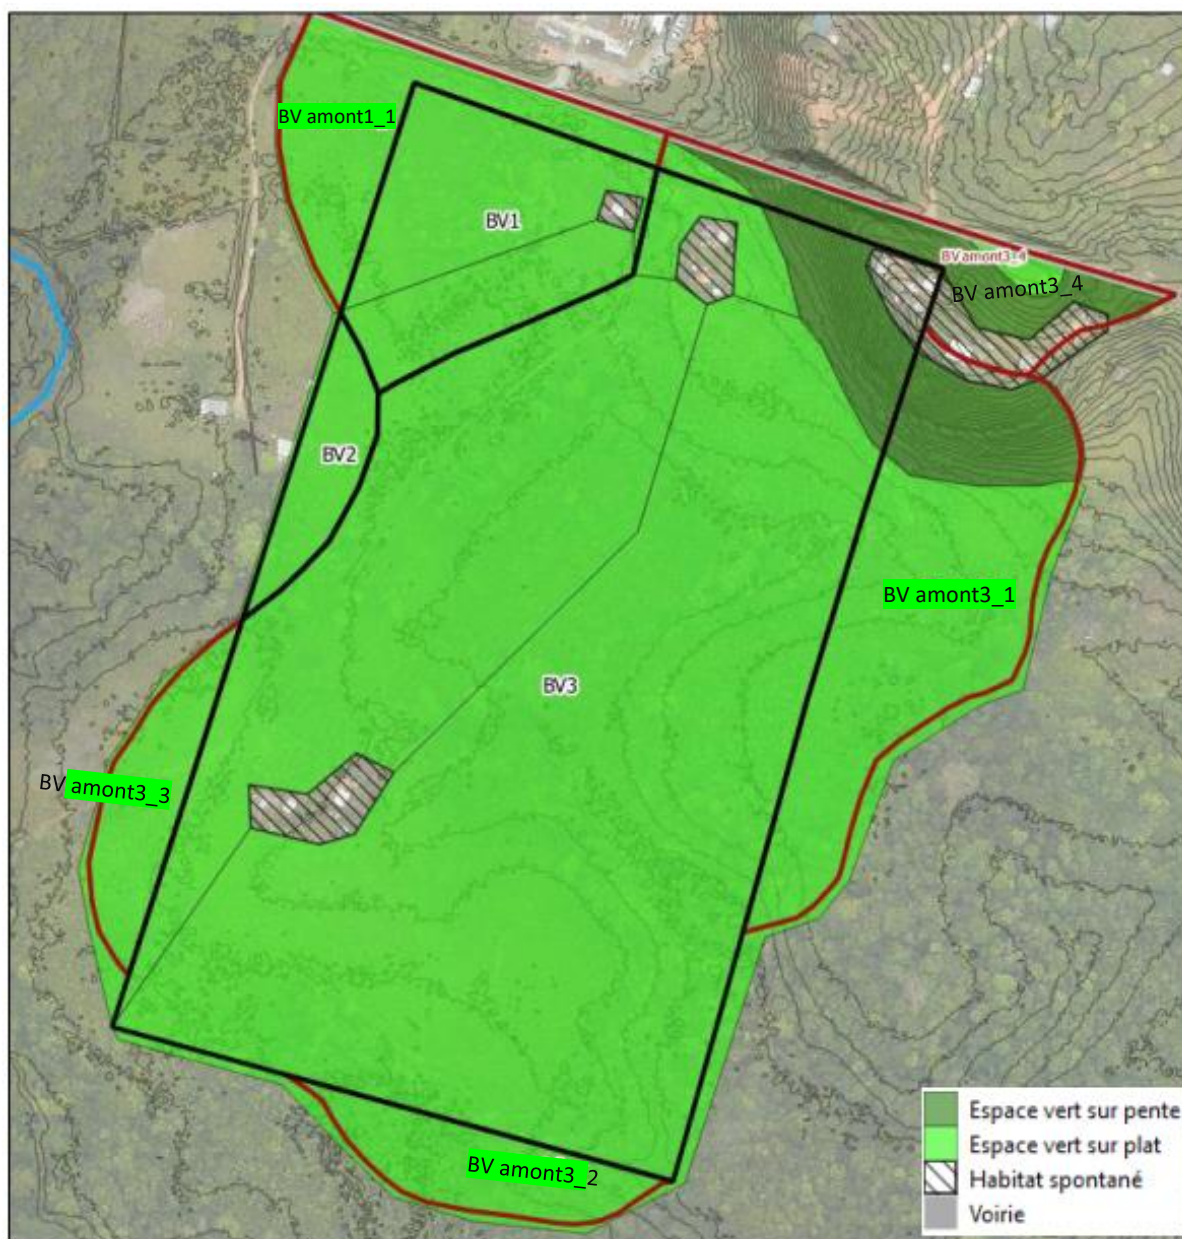 BV amont1_1
BV1
BV amont3_4
BV amont3_4
BV2
BV amont3_1
BV3
BV amont3_3
BV amont3_2
Espace vert sur pente
Espace vert sur plat
Habitat spontané
Voirie